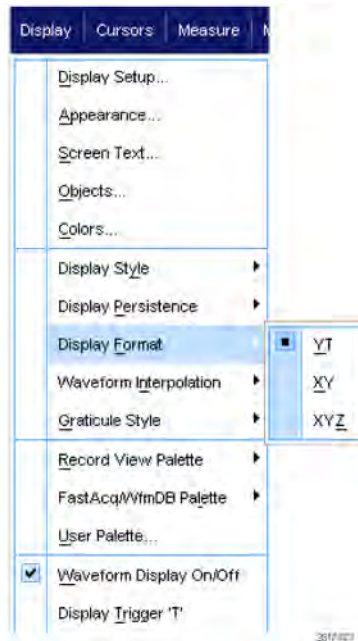 Display Cursors Measure
Display Setup...
Appearance...
Screen Text...
Objects...
Colors...
Display Style
Display Persistence
Display Format
YT
XY
XYZ
Waveform Interpolation
Graticule Style
Record View Palette
FastAcq/WfmDB Palette
User Palette...
Waveform Display On/Off
Display Trigger 'T'